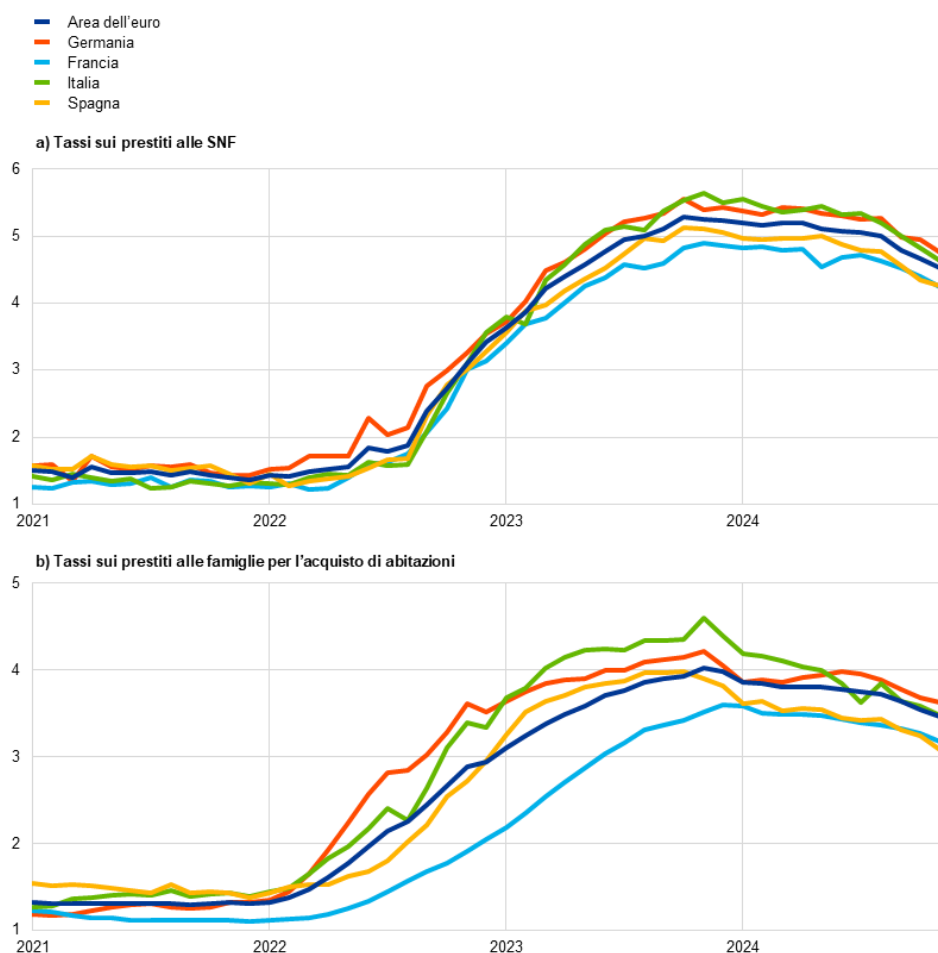 Area dell'euro
Germania
Francia
Italia
Spagna
a) Tassi sui prestiti alle SNF
6
5
4
3
2
1
2021 2022 2023 2024
b) Tassi sui prestiti alle famiglie per l'acquisto di abitazioni
5
4
3
2
1
2021 2022 2023 2024